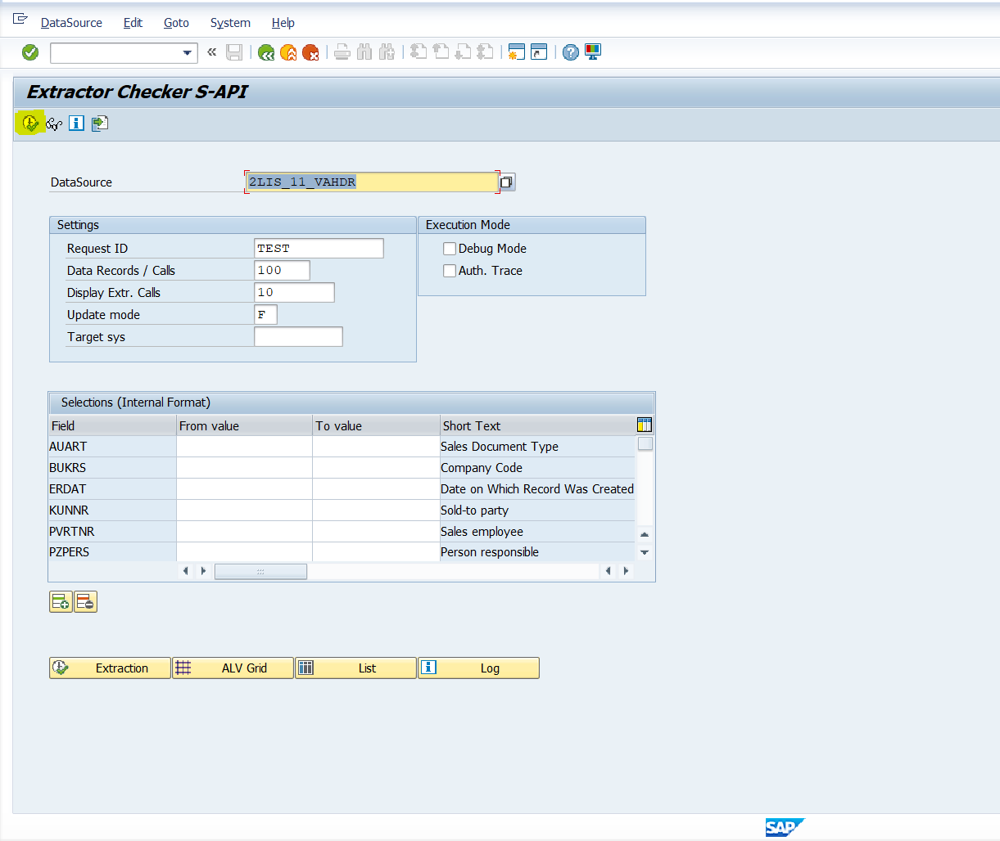 DataSource Edit Goto System Help
Extractor Checker S-API
DataSource 2LIS_11_VAHDR
Settings
Request ID TEST
Data Records / Calls 100
Display Extr. Calls 10
Update mode F
Target sys
Execution Mode
Debug Mode
Auth. Trace
Selections (Internal Format)
Field From value To value Short Text
AUART Sales Document Type
BUKRS Company Code
ERDAT Date on Which Record Was Created
KUNNR Sold-to party
PVRTNR Sales employee
PZPERS Person responsible
Extraction ALV Grid List Log
SAP